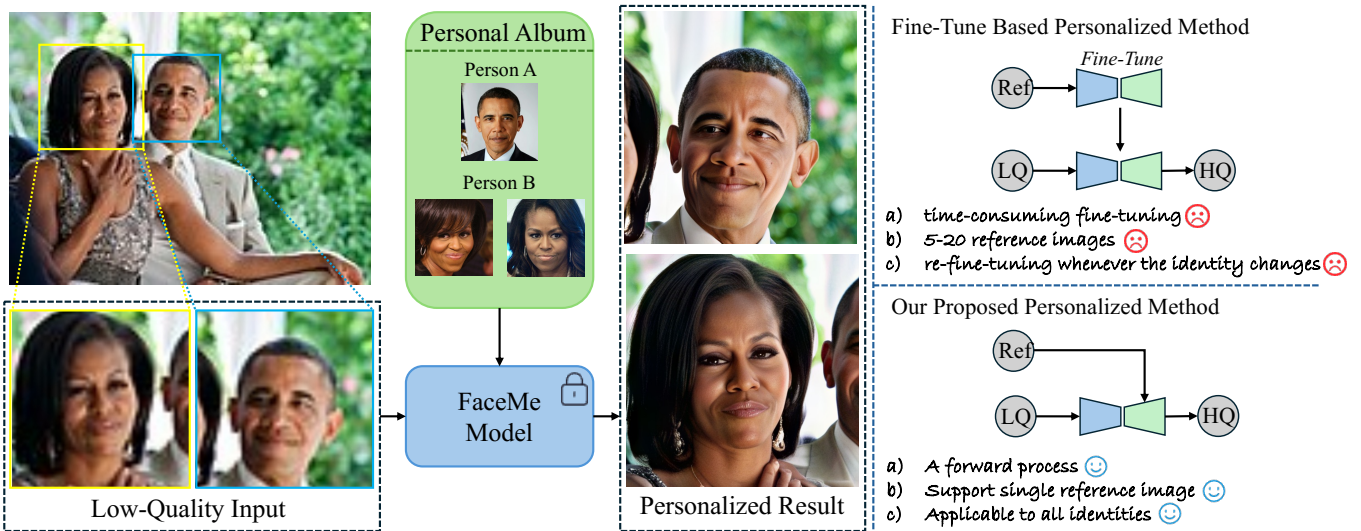 Personal Album
Person A
Person B
FaceMe
Model
Low-Quality Input
Personalized Result
Fine-Tune Based Personalized Method
Fine-Tune
Ref
LQ
HQ
a) time-consuming fine-tuning
b) 5-20 reference images
c) re-fine-tuning whenever the identity changes
Our Proposed Personalized Method
Ref
LQ
HQ
a) A forward process
b) Support single reference image
c) Applicable to all identities